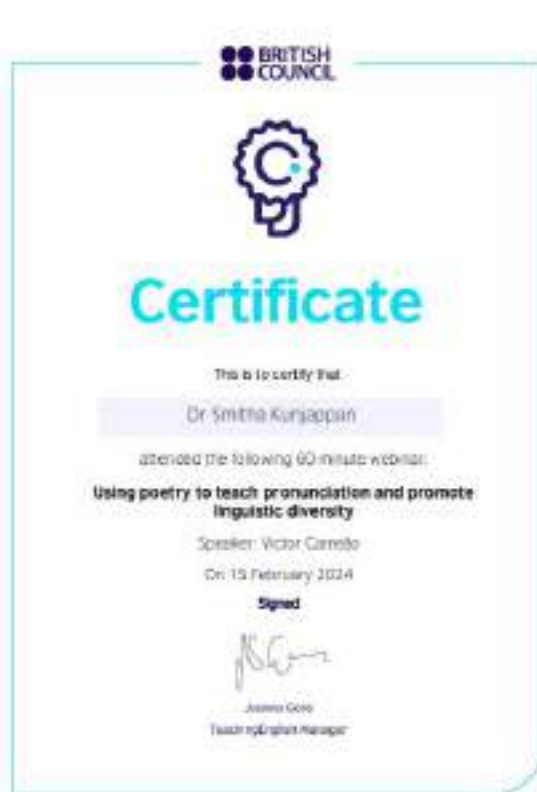 BRITISH
COUNCIL
Certificate
This is to certify that
Dr Smitha Kunjappan
attended the following 60 minute webinar:
Using poetry to teach pronunciation and promote
linguistic diversity
Speaker: Victor
On 15 February 2024
Signed
TeachingEnglish Manager